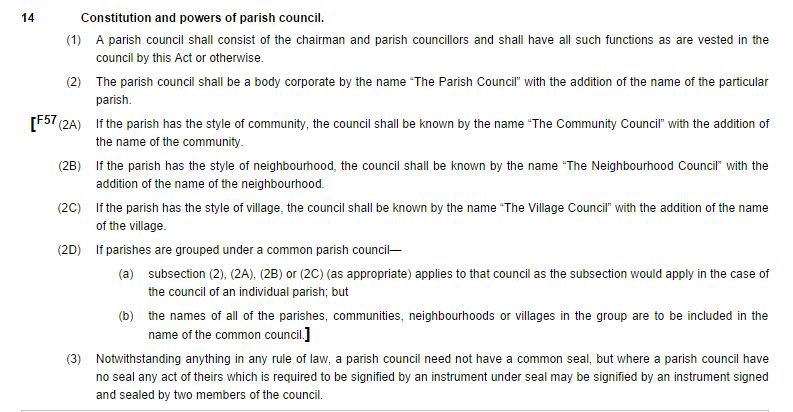 14 Constitution and powers of parish council.
(1) A parish council shall consist of the chairman and parish councillors and shall have all such functions as are vested in the
council by this Act or otherwise.
(2) The parish council shall be a body corporate by the name “The Parish Council” with the addition of the name of the particular
parish.
[F57(2A) If the parish has the style of community, the council shall be known by the name “The Community Council” with the addition of
the name of the community.
(2B) If the parish has the style of neighbourhood, the council shall be known by the name “The Neighbourhood Council” with the
addition of the name of the neighbourhood.
(2C) If the parish has the style of village, the council shall be known by the name “The Village Council” with the addition of the name
of the village.
(2D) If parishes are grouped under a common parish council—
(a) subsection (2), (2A), (2B) or (2C) (as appropriate) applies to that council as the subsection would apply in the case of
the council of an individual parish; but
(b) the names of all of the parishes, communities, neighbourhoods or villages in the group are to be included in the
name of the common council.]
(3) Notwithstanding anything in any rule of law, a parish council need not have a common seal, but where a parish council have
no seal any act of theirs which is required to be signified by an instrument under seal may be signified by an instrument signed
and sealed by two members of the council.